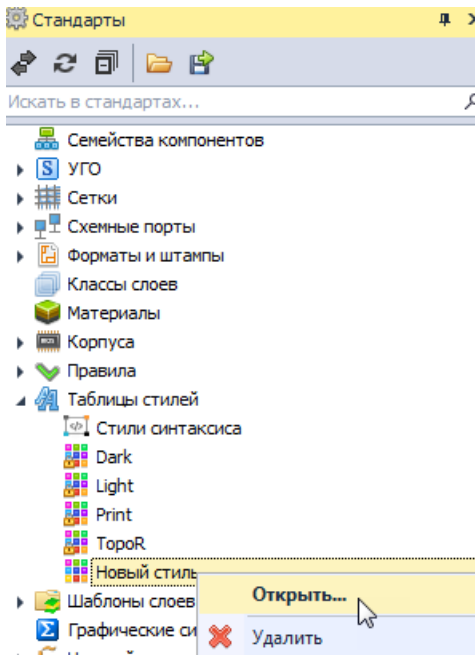 Стандарты
Искать в стандартах...
Семейства компонентов
S УГО
Сетки
Схемные порты
Форматы и штампы
Классы слоев
Материалы
Корпуса
Правила
Таблицы стилей
Стили синтаксиса
Dark
Light
Print
TopoR
Новый стиль
Открыть...
Шаблоны слоев
Графические си
Удалить